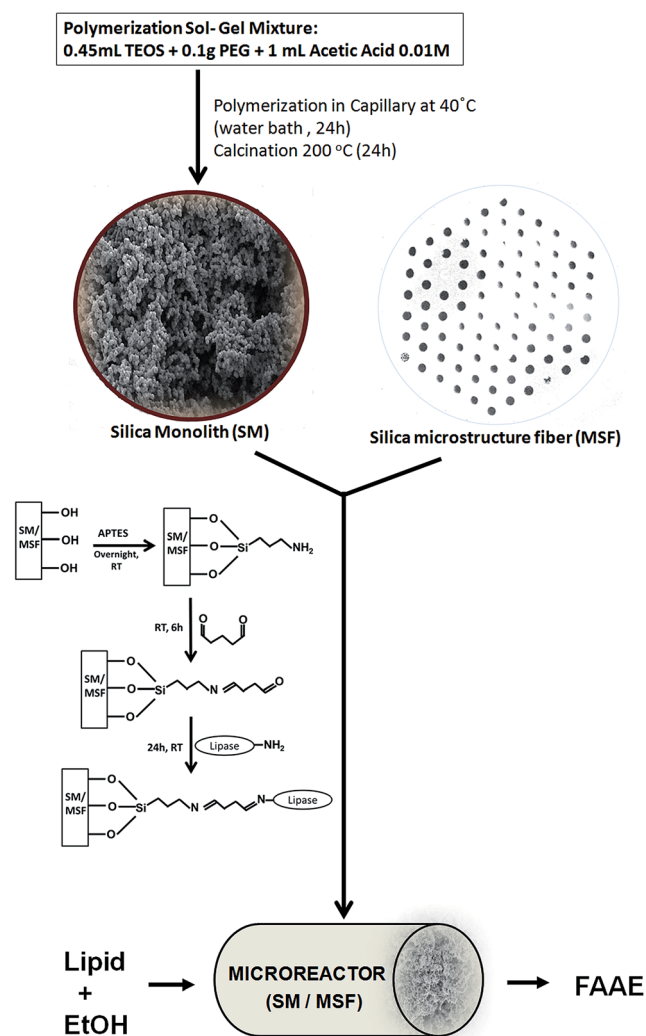 Polymerization Sol- Gel Mixture:
0.45mL TEOS + 0.1g PEG + 1 mL Acetic Acid 0.01M
Polymerization in Capillary at 40˚C
(water bath , 24h)
Calcination 200 ºC (24h)
Silica Monolith (SM)
Silica microstructure fiber (MSF)
SM/
MSF
OH
OH
OH
APTES
Overnight,
RT
SM/
MSF
O
O
O
Si
NH2
RT, 6h
O
O
SM/
MSF
O
O
O
Si
N
O
24h, RT
Lipase
NH2
SM/
MSF
O
O
O
Si
N
N
Lipase
Lipid
+
EtOH
MICROREACTOR
(SM / MSF)
FAAE